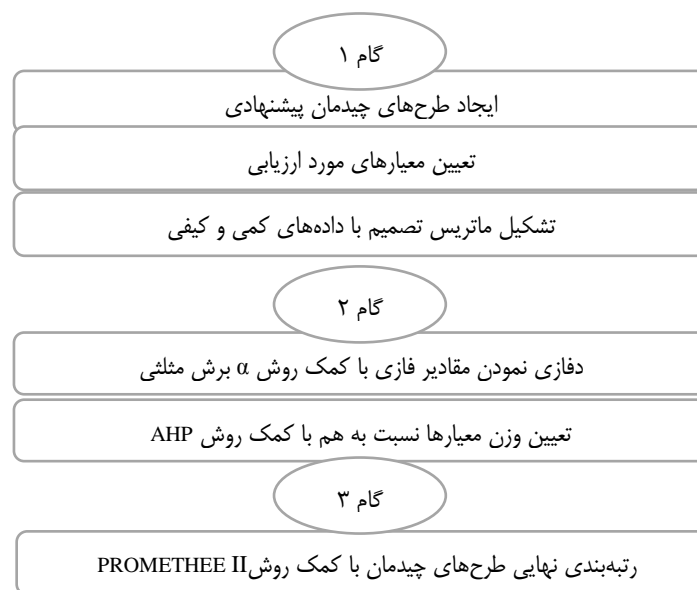 گام ۱
ایجاد طرح‌های چیدمان پیشنهادی
تعیین معیارهای مورد ارزیابی
تشکیل ماتریس تصمیم با داده‌های کمی و کیفی
گام ۲
دفازی نمودن مقادیر فازی با کمک روش α برش مثلثی
تعیین وزن معیارها نسبت به هم با کمک روش AHP
گام ۳
رتبه‌بندی نهایی طرح‌های چیدمان با کمک روشPROMETHEE II